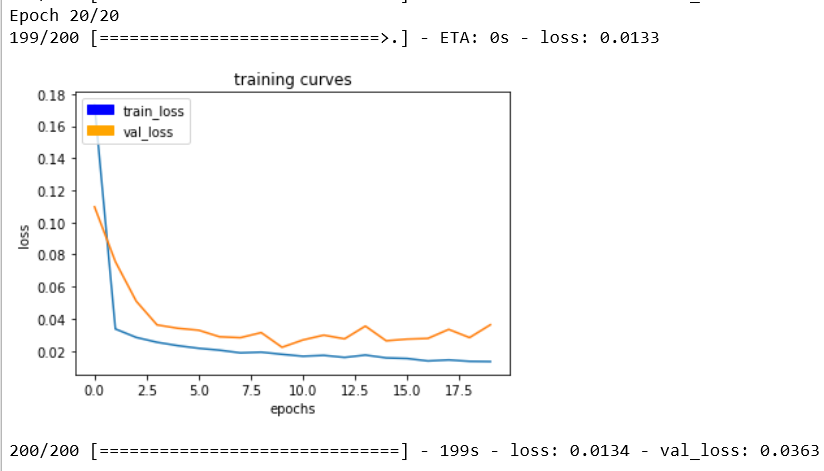 Epoch 20/20
199/200 [============================>.] - ETA: 0s - loss: 0.0133
training curves
0.18
0.16
0.14
0.12
0.10
0.08
0.06
0.04
0.02
loss
train_loss
val_loss
0.0 2.5 5.0 7.5 10.0 12.5 15.0 17.5
epochs
200/200 [==============================] - 199s - loss: 0.0134 - val_loss: 0.0363